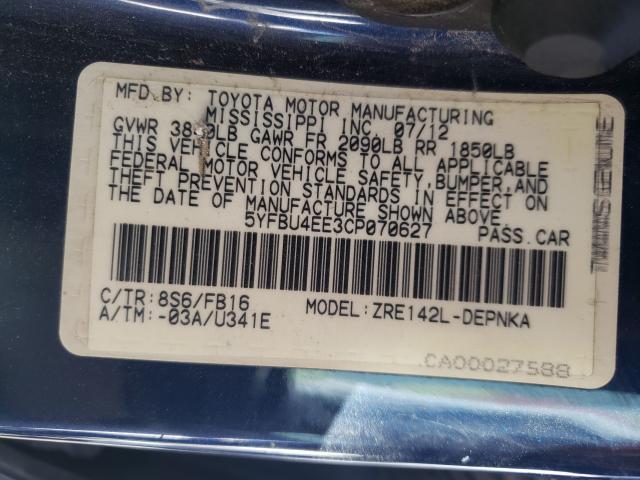 MFD. BY: TOYOTA MOTOR MANUFACTURING
MISSISSIPPI INC. 07/12
GVWR LB GAWR FR 2090LB RR 1850LB
THIS VEHICLE CONFORMS TO ALL APPLICABLE
FEDERAL MOTOR VEHICLE SAFETY, BUMPER, AND
THEFT PREVENTION STANDARDS IN EFFECT ON
THE DATE OF MANUFACTURE SHOWN ABOVE.
5YFBU4EE3CP070627 PASS.CAR
C/TR:8S6/FB16 MODEL:ZRE142L-DEPNKA
A/TM:-03A/U341E
CA00027588
GENUINE